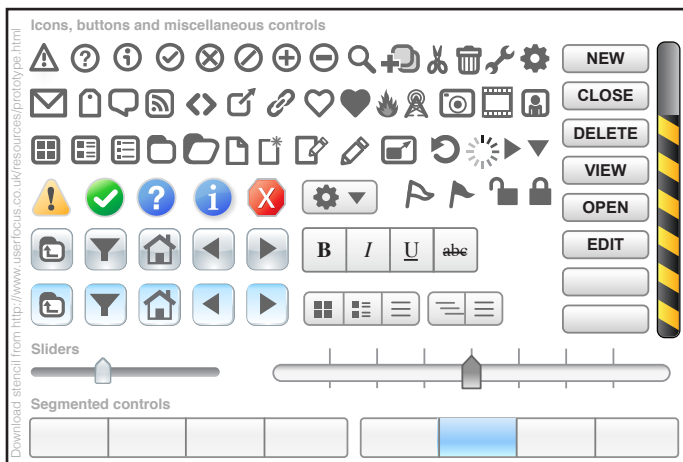 Icons, buttons and miscellaneous controls
NEW
CLOSE
DELETE
VIEW
OPEN
EDIT
B I U abc
Sliders
Segmented controls
Download stencil from http://www.userfocus.co.uk/resources/prototype.html